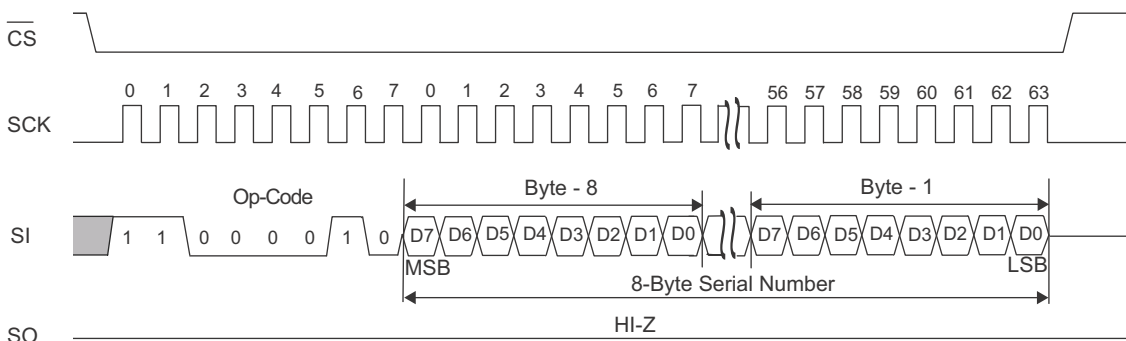 CS
0 1 2 3 4 5 6 7 0 1 2 3 4 5 6 7 56 57 58 59 60 61 62 63
SCK
Op-Code Byte - 8 Byte - 1
SI 1 1 0 0 0 0 1 0 D7 D6 D5 D4 D3 D2 D1 D0 D7 D6 D5 D4 D3 D2 D1 D0
MSB LSB
8-Byte Serial Number
HI-Z
SO